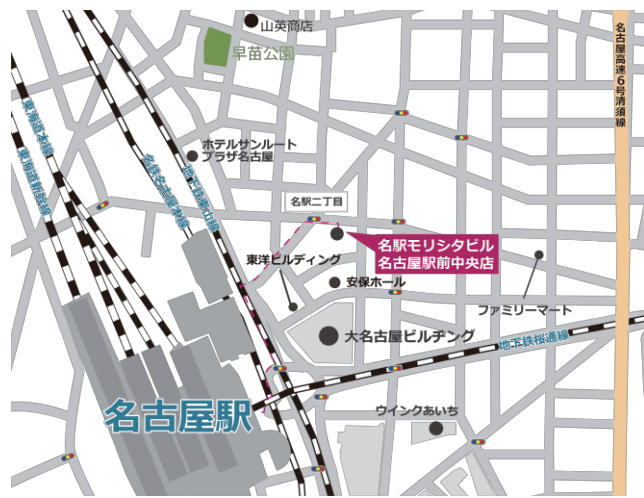 山英商店
早苗公園
名古屋高速6号清須線
東海道本線
東海道新幹線
名鉄名古屋本線
地下鉄東山線
ホテルサンルート
プラザ名古屋
名駅二丁目
名駅モリシタビル
名古屋駅前中央店
東洋ビルディング
安保ホール
ファミリーマート
大名古屋ビルヂング
地下鉄桜通線
名古屋駅
ウインクあいち